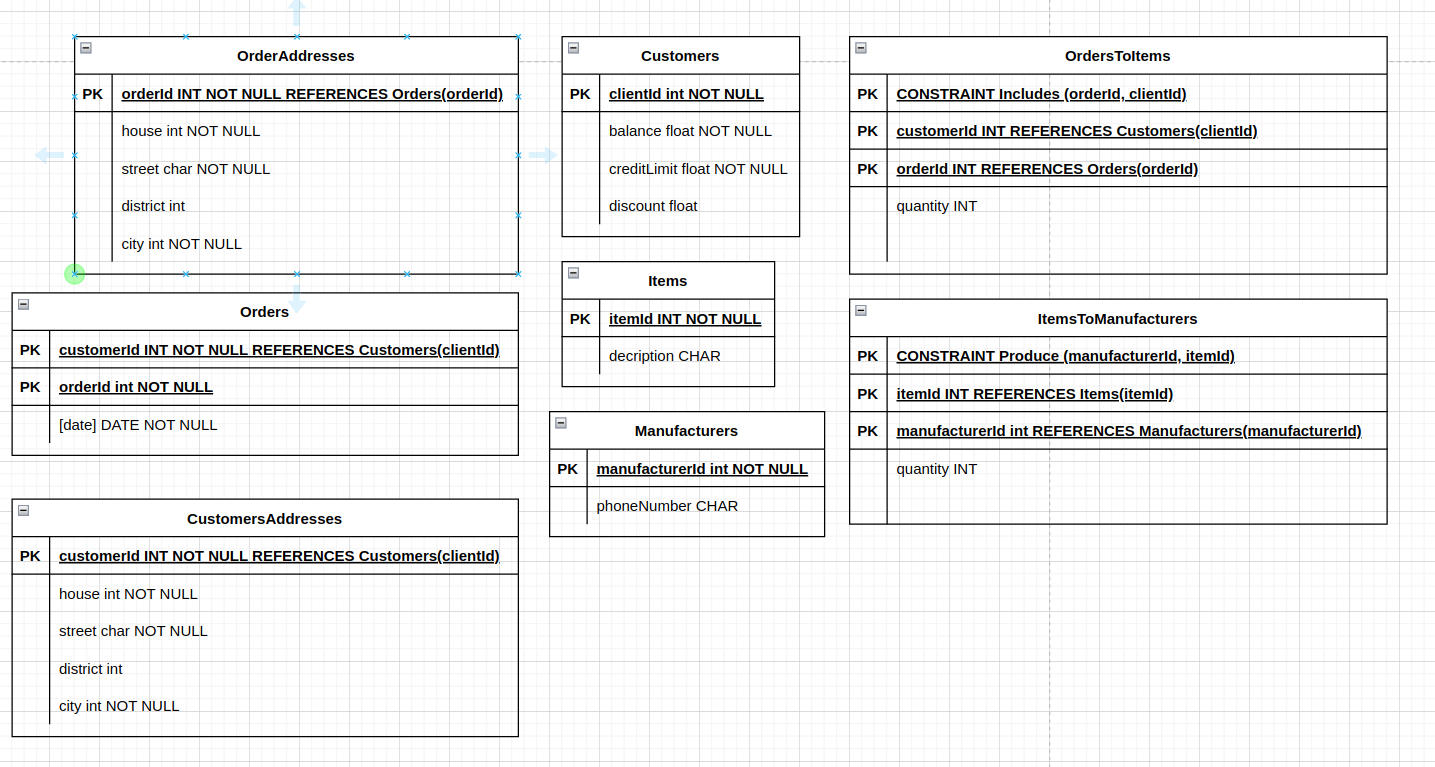 OrderAddresses
PK orderId INT NOT NULL REFERENCES Orders(orderId)
house int NOT NULL
street char NOT NULL
district int
city int NOT NULL
Orders
PK customerId INT NOT NULL REFERENCES Customers(clientId)
PK orderId int NOT NULL
[date] DATE NOT NULL
CustomersAddresses
PK customerId INT NOT NULL REFERENCES Customers(clientId)
house int NOT NULL
street char NOT NULL
district int
city int NOT NULL
Customers
PK clientId int NOT NULL
balance float NOT NULL
creditLimit float NOT NULL
discount float
Items
PK itemId INT NOT NULL
decription CHAR
Manufacturers
PK manufacturerId int NOT NULL
phoneNumber CHAR
OrdersToItems
PK CONSTRAINT Includes (orderId, clientId)
PK customerId INT REFERENCES Customers(clientId)
PK orderId INT REFERENCES Orders(orderId)
quantity INT
ItemsToManufacturers
PK CONSTRAINT Produce (manufacturerId, itemId)
PK itemId INT REFERENCES Items(itemId)
PK manufacturerId int REFERENCES Manufacturers(manufacturerId)
quantity INT